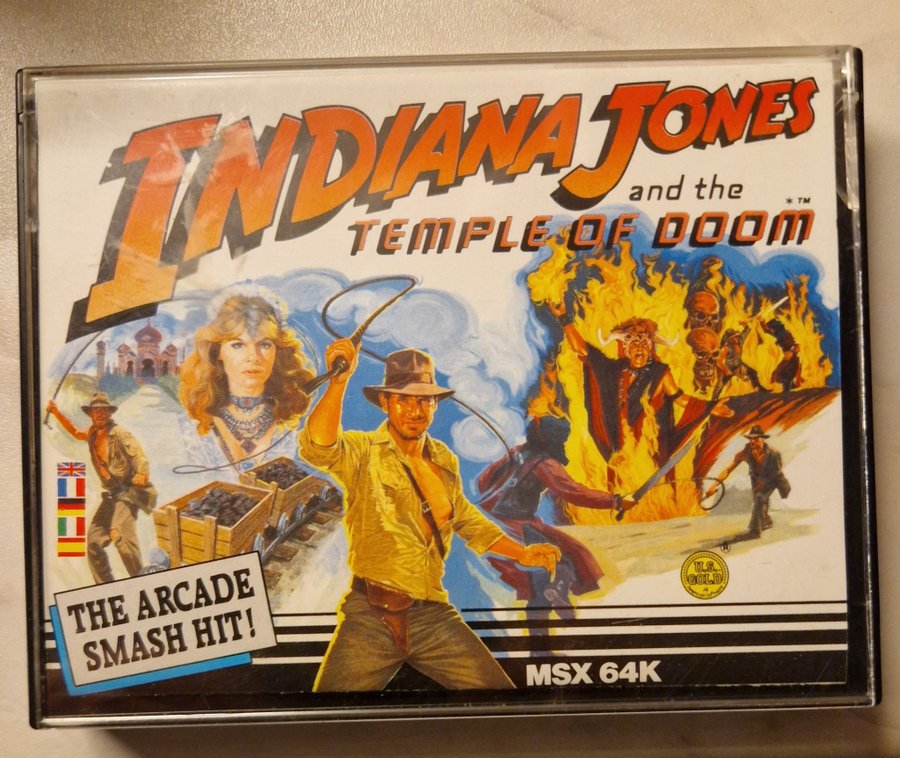 INDIANA JONES
and the
* ™
TEMPLE OF DOOM
THE ARCADE
SMASH HIT!
U.S.
GOLD
®
MSX 64K